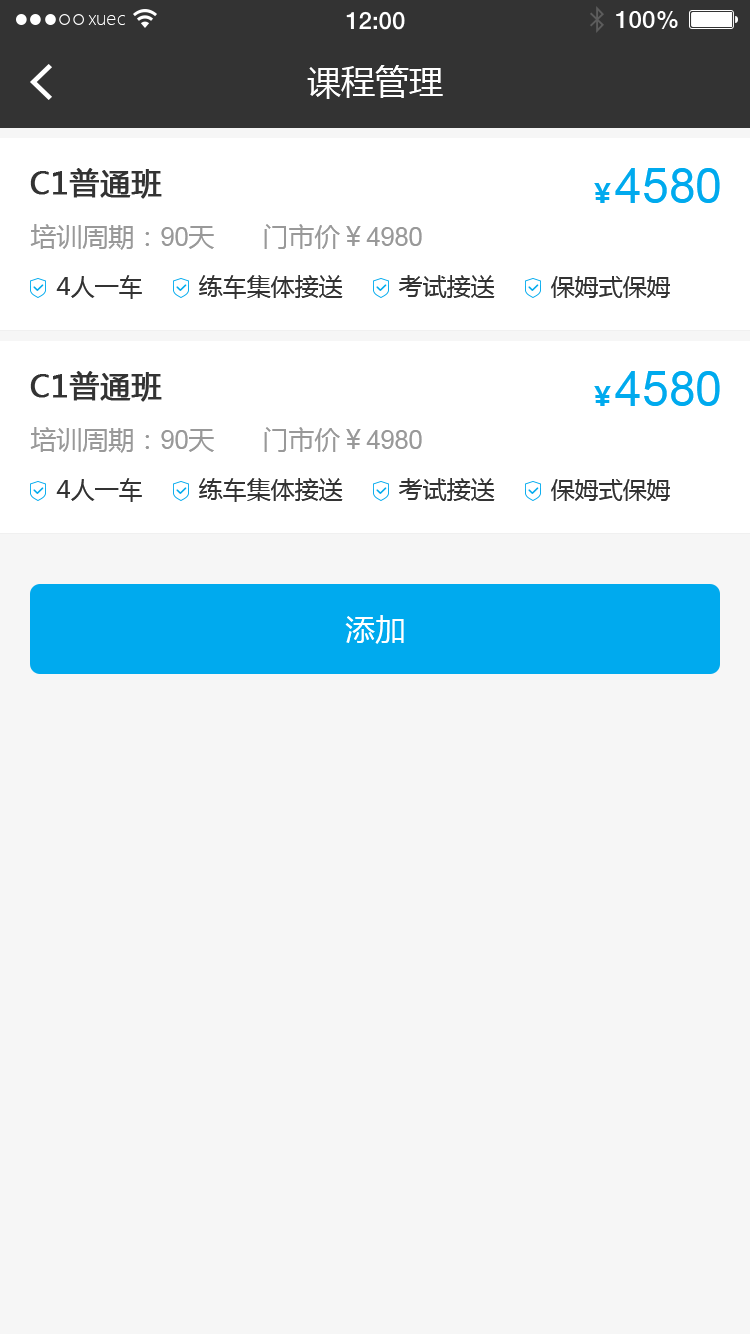 xuec 12:00 100%
课程管理
C1普通班 ¥4580
培训周期：90天 门市价¥4980
4人一车 练车集体接送 考试接送 保姆式保姆
C1普通班 ¥4580
培训周期：90天 门市价¥4980
4人一车 练车集体接送 考试接送 保姆式保姆
添加